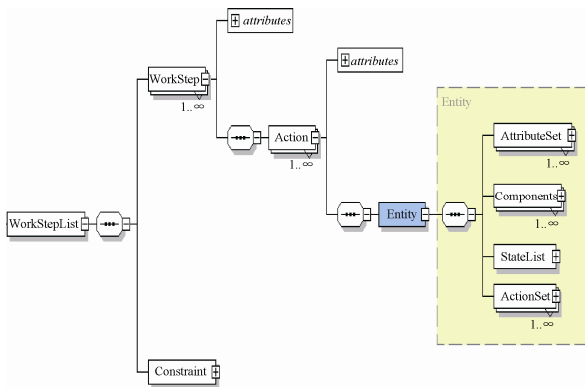 attributes
WorkStep
1..∞
attributes
Action
1..∞
Entity
AttributeSet
1..∞
Components
1..∞
WorkStepList
Entity
StateList
ActionSet
1..∞
Constraint